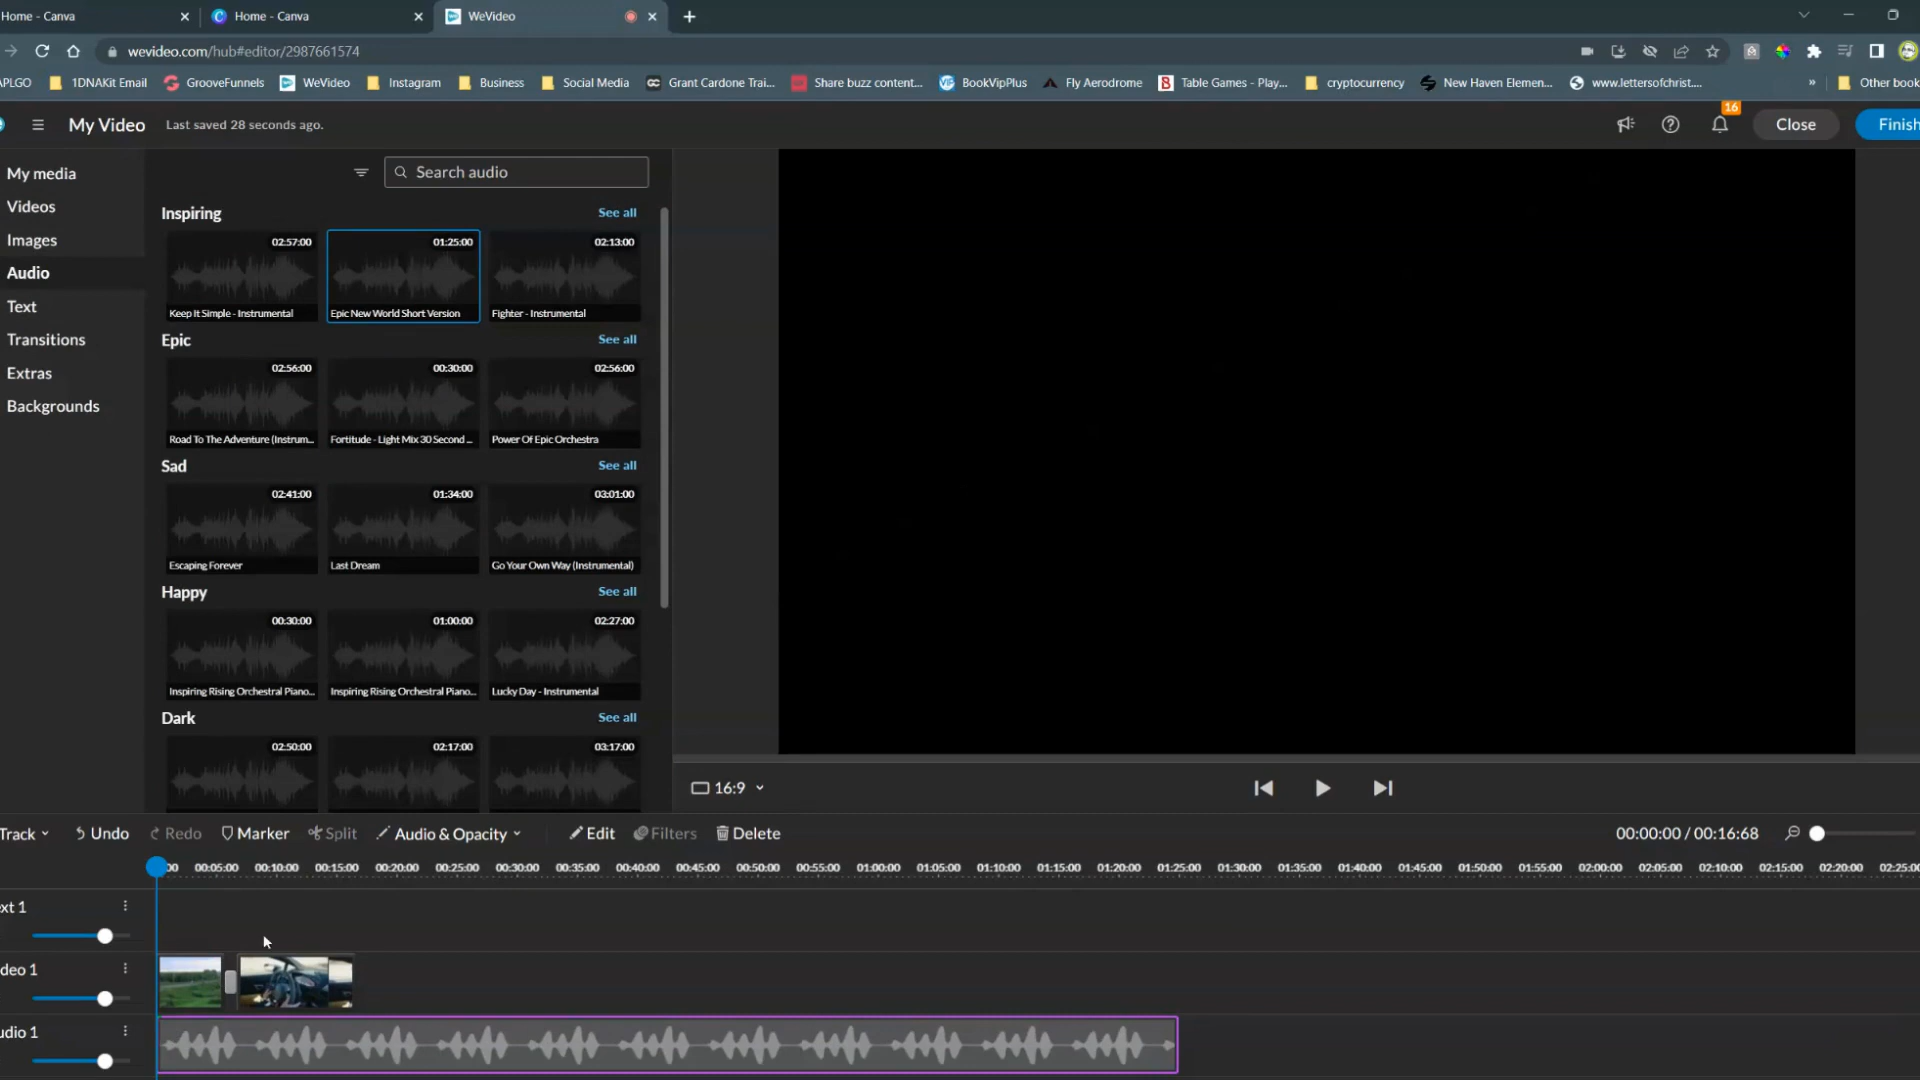 Home - Canva
Home - Canva
WeVideo
wevideo.com/hub#editor/2987661574
APLGO
1DNAKit Email
GrooveFunnels
WeVideo
Instagram
Business
Social Media
Grant Cardone Trai...
Share buzz content...
BookVipPlus
Fly Aerodrome
Table Games - Play...
cryptocurrency
New Haven Elemen...
www.lettersofchrist....
»
Other book
My Video
Last saved 28 seconds ago.
16
Close
Finish
My media
Videos
Images
Audio
Text
Transitions
Extras
Backgrounds
Search audio
Inspiring
See all
02:57:00
01:25:00
02:13:00
Keep It Simple - Instrumental
Epic New World Short Version
Fighter - Instrumental
Epic
See all
02:56:00
00:30:00
02:56:00
Road To The Adventure (Instrum...
Fortitude - Light Mix 30 Second ...
Power Of Epic Orchestra
Sad
See all
02:41:00
01:34:00
03:01:00
Escaping Forever
Last Dream
Go Your Own Way (Instrumental)
Happy
See all
00:30:00
01:00:00
02:27:00
Inspiring Rising Orchestral Piano...
Inspiring Rising Orchestral Piano...
Lucky Day - Instrumental
Dark
See all
02:50:00
02:17:00
03:17:00
16:9
Track
Undo
Redo
Marker
Split
Audio & Opacity
Edit
Filters
Delete
00:00:00 / 00:16:68
00 00:05:00 00:10:00 00:15:00 00:20:00 00:25:00 00:30:00 00:35:00 00:40:00 00:45:00 00:50:00 00:55:00 01:00:00 01:05:00 01:10:00 01:15:00 01:20:00 01:25:00 01:30:00 01:35:00 01:40:00 01:45:00 01:50:00 01:55:00 02:00:00 02:05:00 02:10:00 02:15:00 02:20:00 02:25:00
ext 1
deo 1
udio 1